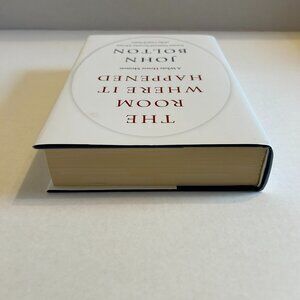 THE
ROOM
WHERE IT
HAPPENED
A White House Memoir
JOHN
BOLTON